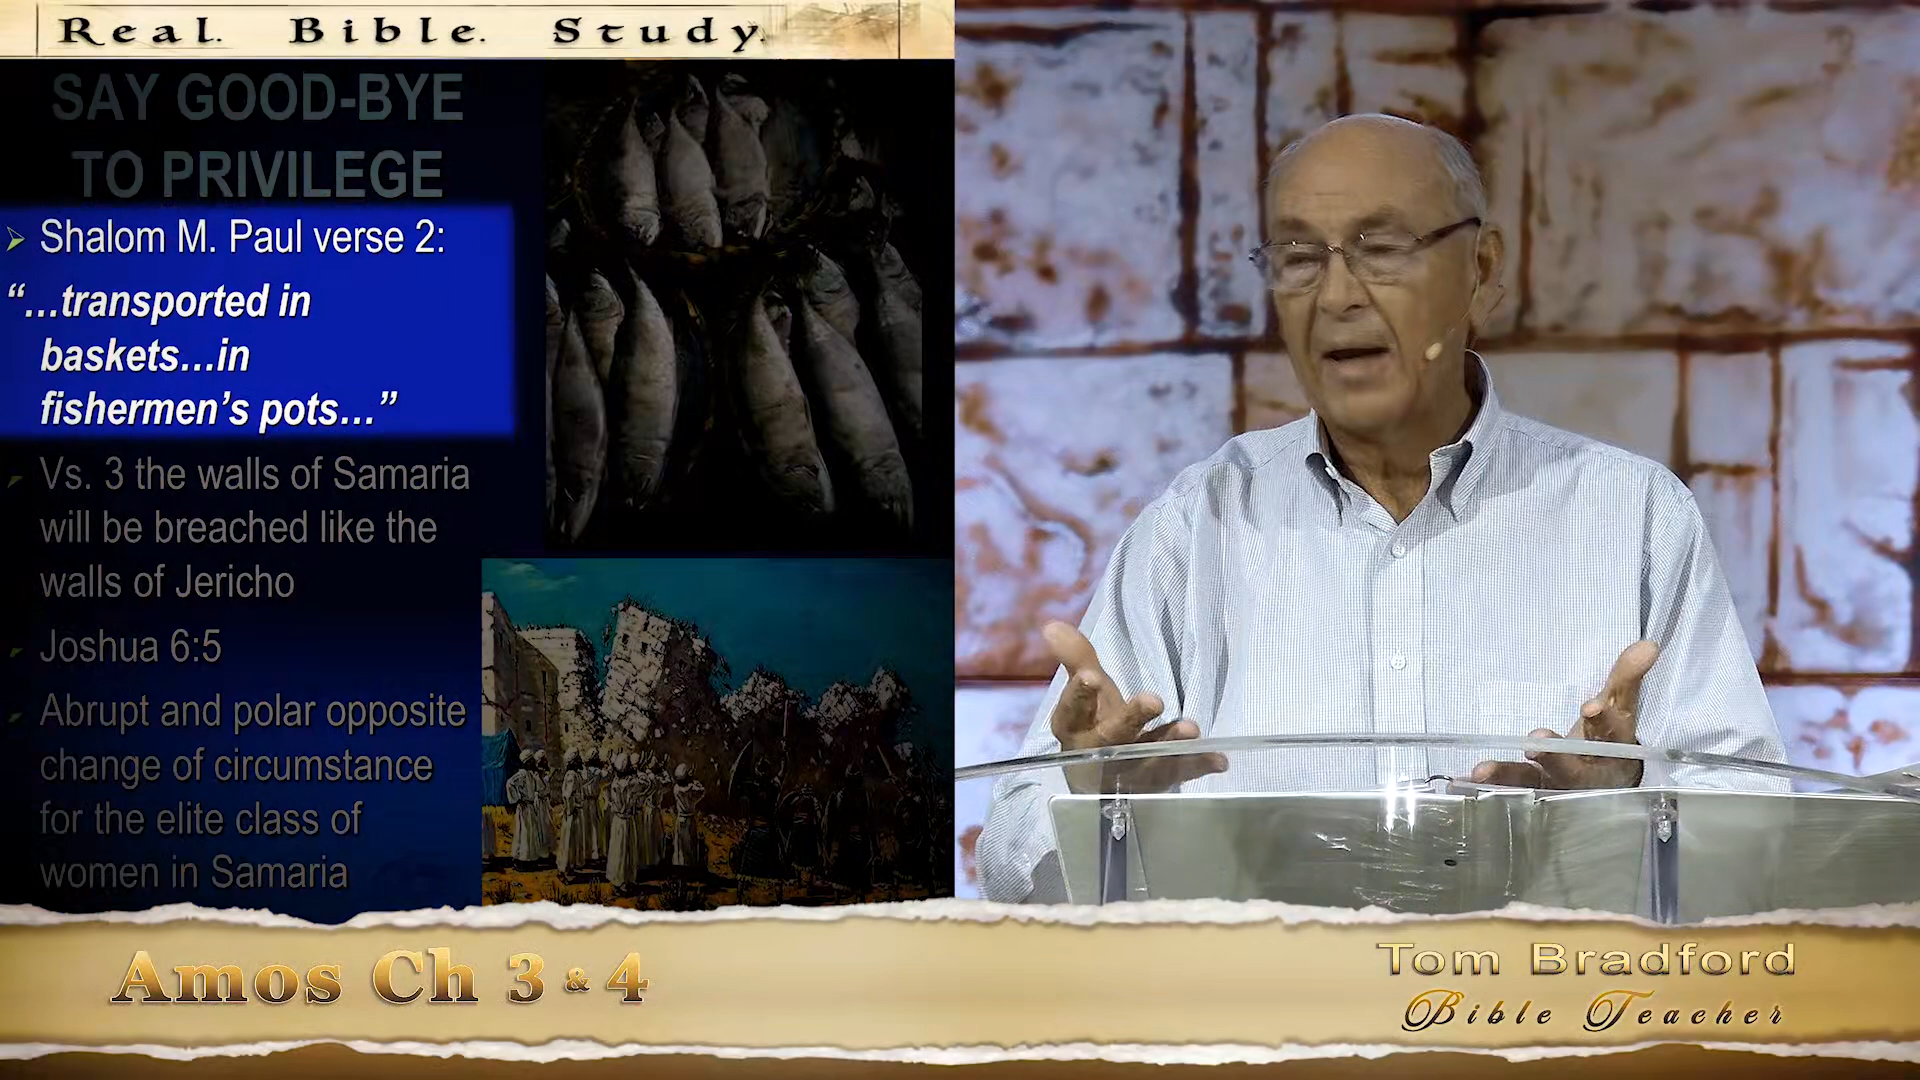 Real. Bible. Study.
SAY GOOD-BYE
TO PRIVILEGE
Shalom M. Paul verse 2:
“…transported in
baskets…in
fishermen’s pots…”
Vs. 3 the walls of Samaria
will be breached like the
walls of Jericho
Joshua 6:5
Abrupt and polar opposite
change of circumstance
for the elite class of
women in Samaria
Amos Ch 3 & 4
Tom Bradford
Bible Teacher